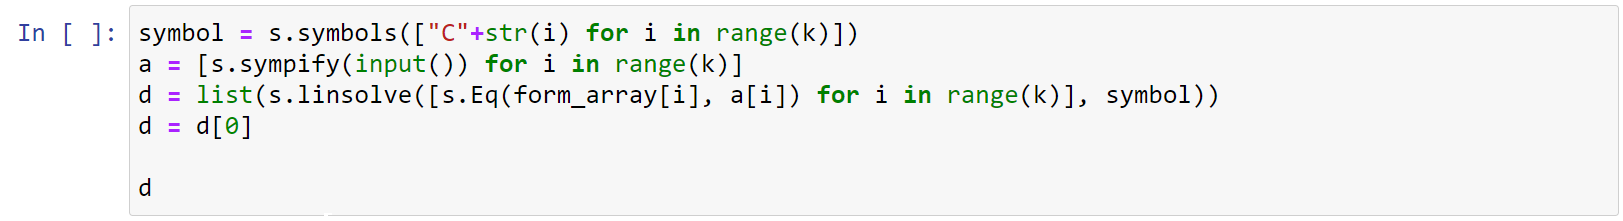 In [ ]: symbol = s.symbols(["C"+str(i) for i in range(k)])
a = [s.sympify(input()) for i in range(k)]
d = list(s.linsolve([s.Eq(form_array[i], a[i]) for i in range(k)], symbol))
d = d[0]
d